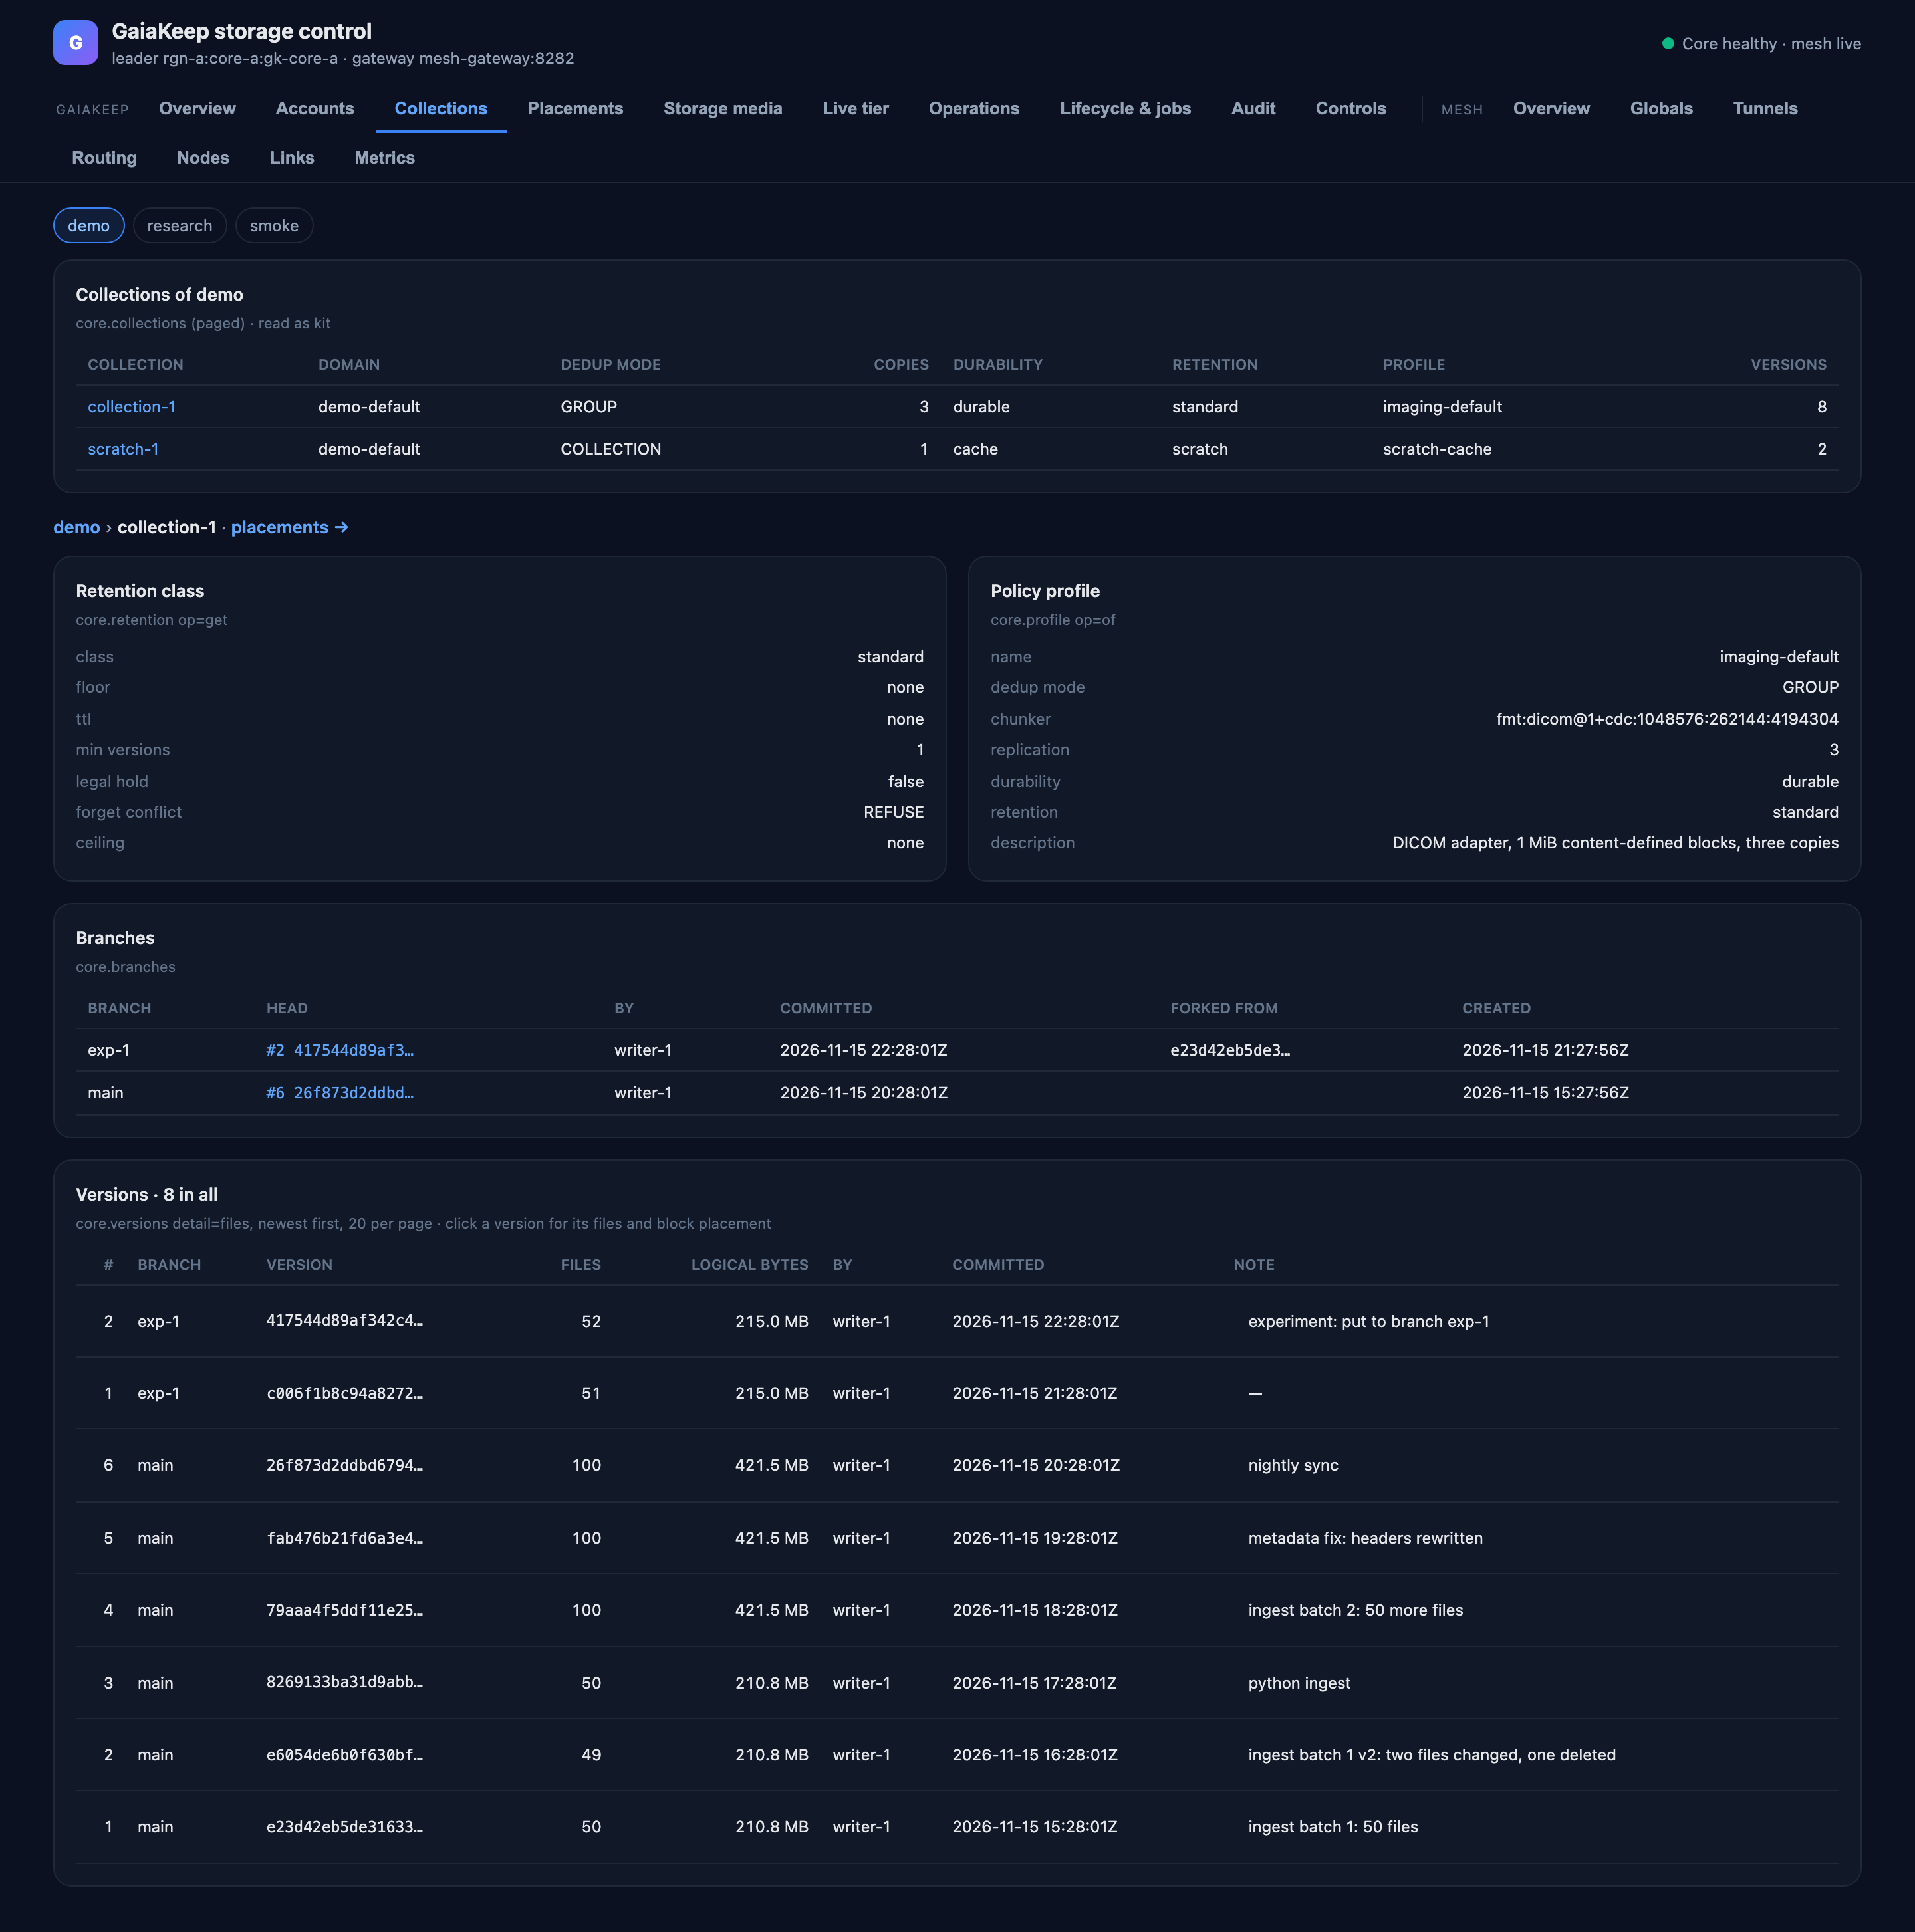 G
GaiaKeep storage control
leader rgn-a:core-a:gk-core-a · gateway mesh-gateway:8282
Core healthy · mesh live
GAIAKEEP Overview Accounts Collections Placements Storage media Live tier Operations Lifecycle & jobs Audit Controls MESH Overview Globals Tunnels
Routing Nodes Links Metrics
demo research smoke
Collections of demo
core.collections (paged) · read as kit
COLLECTION DOMAIN DEDUP MODE COPIES DURABILITY RETENTION PROFILE VERSIONS
collection-1 demo-default GROUP 3 durable standard imaging-default 8
scratch-1 demo-default COLLECTION 1 cache scratch scratch-cache 2
demo › collection-1 · placements →
Retention class
core.retention op=get
class standard
floor none
ttl none
min versions 1
legal hold false
forget conflict REFUSE
ceiling none
Policy profile
core.profile op=of
name imaging-default
dedup mode GROUP
chunker fmt:dicom@1+cdc:1048576:262144:4194304
replication 3
durability durable
retention standard
description DICOM adapter, 1 MiB content-defined blocks, three copies
Branches
core.branches
BRANCH HEAD BY COMMITTED FORKED FROM CREATED
exp-1 #2 417544d89af3… writer-1 2026-11-15 22:28:01Z e23d42eb5de3… 2026-11-15 21:27:56Z
main #6 26f873d2ddbd… writer-1 2026-11-15 20:28:01Z 2026-11-15 15:27:56Z
Versions · 8 in all
core.versions detail=files, newest first, 20 per page · click a version for its files and block placement
# BRANCH VERSION FILES LOGICAL BYTES BY COMMITTED NOTE
2 exp-1 417544d89af342c4… 52 215.0 MB writer-1 2026-11-15 22:28:01Z experiment: put to branch exp-1
1 exp-1 c006f1b8c94a8272… 51 215.0 MB writer-1 2026-11-15 21:28:01Z —
6 main 26f873d2ddbd6794… 100 421.5 MB writer-1 2026-11-15 20:28:01Z nightly sync
5 main fab476b21fd6a3e4… 100 421.5 MB writer-1 2026-11-15 19:28:01Z metadata fix: headers rewritten
4 main 79aaa4f5ddf11e25… 100 421.5 MB writer-1 2026-11-15 18:28:01Z ingest batch 2: 50 more files
3 main 8269133ba31d9abb… 50 210.8 MB writer-1 2026-11-15 17:28:01Z python ingest
2 main e6054de6b0f630bf… 49 210.8 MB writer-1 2026-11-15 16:28:01Z ingest batch 1 v2: two files changed, one deleted
1 main e23d42eb5de31633… 50 210.8 MB writer-1 2026-11-15 15:28:01Z ingest batch 1: 50 files